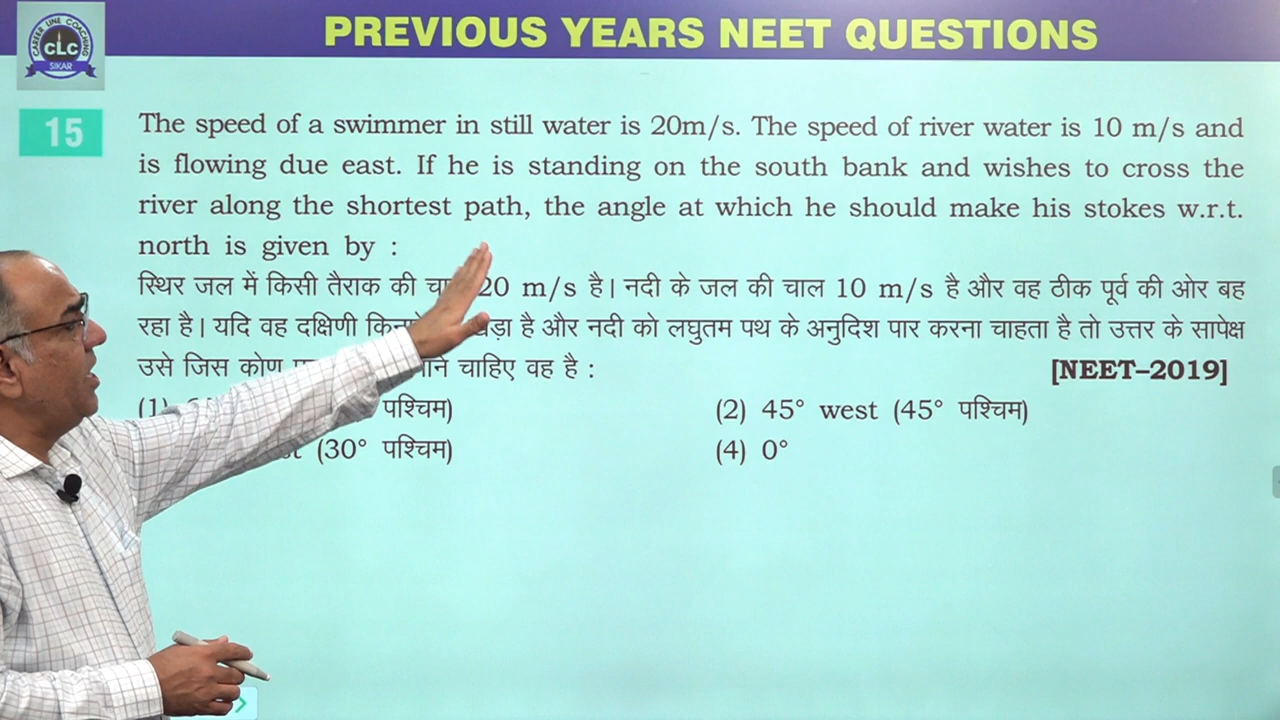 CAREER LINE COACHING
CLC
SIKAR
PREVIOUS YEARS NEET QUESTIONS
15
The speed of a swimmer in still water is 20m/s. The speed of river water is 10 m/s and
is flowing due east. If he is standing on the south bank and wishes to cross the
river along the shortest path, the angle at which he should make his stokes w.r.t.
north is given by :
स्थिर जल में किसी तैराक की 20 m/s है। नदी के जल की चाल 10 m/s है और वह ठीक पूर्व की ओर बह
रहा है। यदि वह दक्षिणी है और नदी को लघुतम पथ के अनुदिश पार करना चाहता है तो उत्तर के सापेक्ष
उसे जिस कोण चाहिए वह है :
[NEET–2019]
(1) पश्चिम)
(2) 45° west (45° पश्चिम)
(30° पश्चिम)
(4) 0°